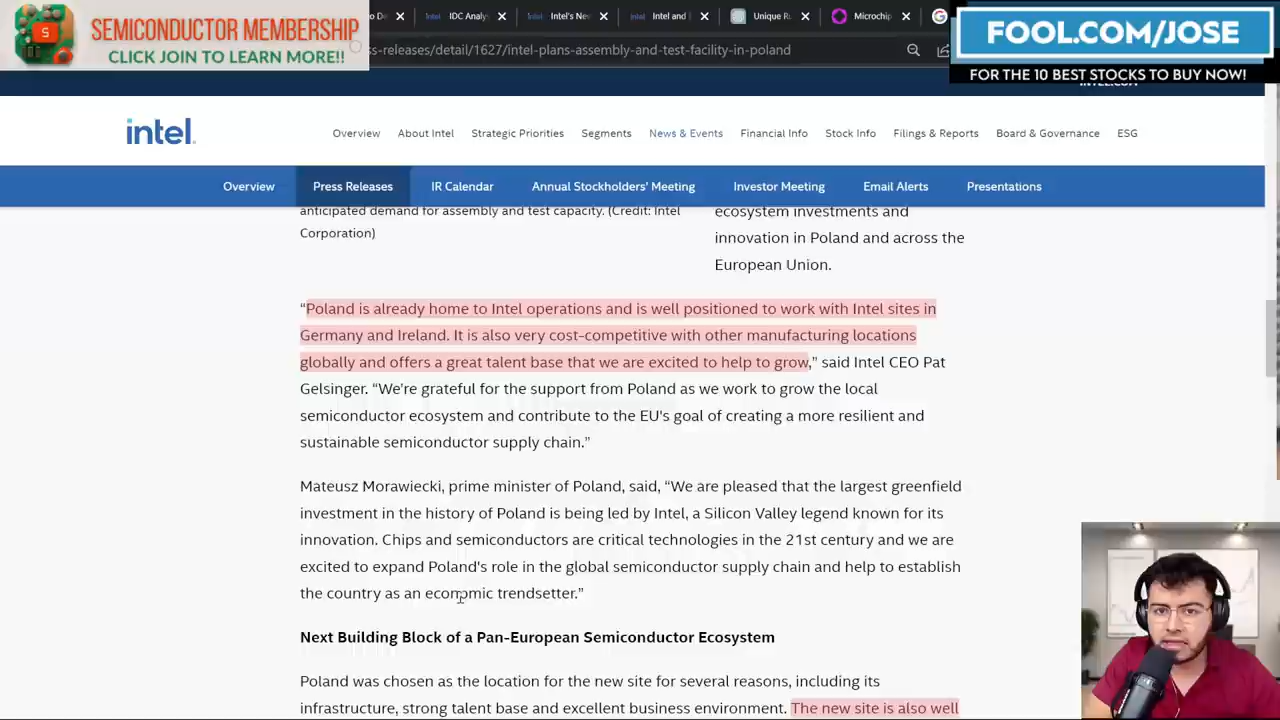 SEMICONDUCTOR MEMBERSHIP
CLICK JOIN TO LEARN MORE!!
S
IDC Analy
Intel's Nev
Intel and
Unique Ru
Microchip
FOOL.COM/JOSE
FOR THE 10 BEST STOCKS TO BUY NOW!
ss-releases/detail/1627/intel-plans-assembly-and-test-facility-in-poland
intel.
Overview About Intel Strategic Priorities Segments News & Events Financial Info Stock Info Filings & Reports Board & Governance ESG
Overview Press Releases IR Calendar Annual Stockholders' Meeting Investor Meeting Email Alerts Presentations
anticipated demand for assembly and test capacity. (Credit: Intel
Corporation)
ecosystem investments and
innovation in Poland and across the
European Union.
“Poland is already home to Intel operations and is well positioned to work with Intel sites in
Germany and Ireland. It is also very cost-competitive with other manufacturing locations
globally and offers a great talent base that we are excited to help to grow,” said Intel CEO Pat
Gelsinger. “We're grateful for the support from Poland as we work to grow the local
semiconductor ecosystem and contribute to the EU's goal of creating a more resilient and
sustainable semiconductor supply chain.”
Mateusz Morawiecki, prime minister of Poland, said, “We are pleased that the largest greenfield
investment in the history of Poland is being led by Intel, a Silicon Valley legend known for its
innovation. Chips and semiconductors are critical technologies in the 21st century and we are
excited to expand Poland's role in the global semiconductor supply chain and help to establish
the country as an economic trendsetter.”
Next Building Block of a Pan-European Semiconductor Ecosystem
Poland was chosen as the location for the new site for several reasons, including its
infrastructure, strong talent base and excellent business environment. The new site is also well